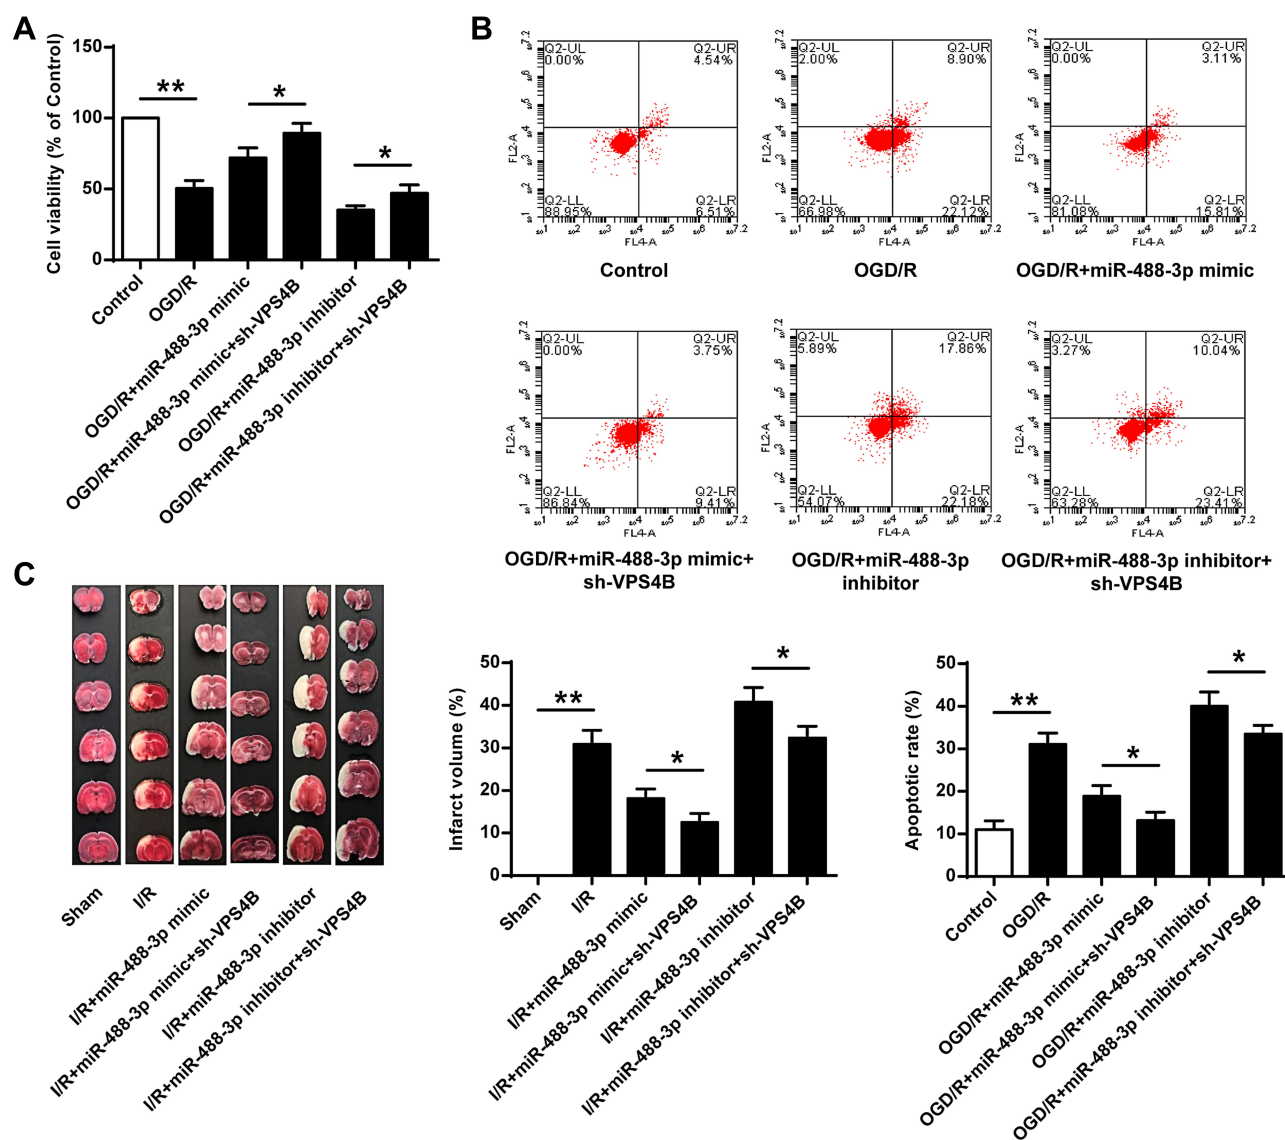 A
Cell viability (% of Control)
150
100
50
0
**
*
*
Control
OGD/R
OGD/R+miR-488-3p mimic
OGD/R+miR-488-3p mimic+sh-VPS4B
OGD/R+miR-488-3p inhibitor
OGD/R+miR-488-3p inhibitor+sh-VPS4B
B
Q2-UL
0.00%
Q2-UR
4.54%
Q2-LL
88.95%
Q2-LR
6.51%
FL2-A
FL4-A
Control
Q2-UL
2.00%
Q2-UR
8.90%
Q2-LL
66.98%
Q2-LR
22.12%
FL2-A
FL4-A
OGD/R
Q2-UL
0.00%
Q2-UR
3.11%
Q2-LL
81.08%
Q2-LR
15.81%
FL2-A
FL4-A
OGD/R+miR-488-3p mimic
Q2-UL
0.00%
Q2-UR
3.75%
Q2-LL
86.84%
Q2-LR
9.41%
FL2-A
FL4-A
OGD/R+miR-488-3p mimic+
sh-VPS4B
Q2-UL
5.89%
Q2-UR
17.86%
Q2-LL
54.07%
Q2-LR
22.18%
FL2-A
FL4-A
OGD/R+miR-488-3p
inhibitor
Q2-UL
3.27%
Q2-UR
10.04%
Q2-LL
63.28%
Q2-LR
23.41%
FL2-A
FL4-A
OGD/R+miR-488-3p inhibitor+
sh-VPS4B
C
Sham
I/R
I/R+miR-488-3p mimic
I/R+miR-488-3p mimic+sh-VPS4B
I/R+miR-488-3p inhibitor
I/R+miR-488-3p inhibitor+sh-VPS4B
Infarct volume (%)
50
40
30
20
10
0
**
*
*
Sham
I/R
I/R+miR-488-3p mimic
I/R+miR-488-3p mimic+sh-VPS4B
I/R+miR-488-3p inhibitor
I/R+miR-488-3p inhibitor+sh-VPS4B
Apoptotic rate (%)
50
40
30
20
10
0
**
*
*
Control
OGD/R
OGD/R+miR-488-3p mimic
OGD/R+miR-488-3p mimic+sh-VPS4B
OGD/R+miR-488-3p inhibitor
OGD/R+miR-488-3p inhibitor+sh-VPS4B